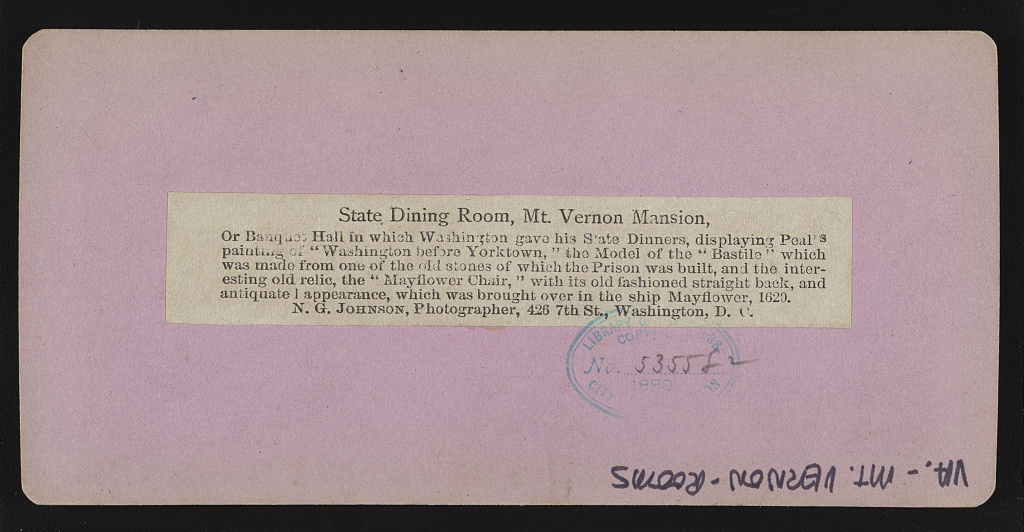 State Dining Room, Mt. Vernon Mansion,
Or Banquet Hall in which Washington gave his State Dinners, displaying Peal's
painting of "Washington before Yorktown," the Model of the "Bastile" which
was made from one of the old stones of which the Prison was built, and the inter-
esting old relic, the "Mayflower Chair," with its old fashioned straight back, and
antiquated appearance, which was brought over in the ship Mayflower, 1620.
N. G. JOHNSON, Photographer, 426 7th St., Washington, D. C.
LIBRARY OF
COPY
No. 5355
1880
CITY
VA. - MT. VERNON - ROOMS